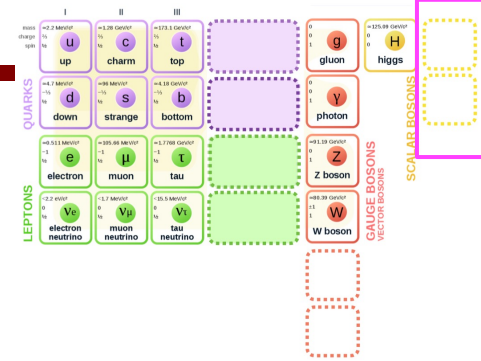 I II III
mass ≈2.2 MeV/c² ≈1.28 GeV/c² ≈173.1 GeV/c² 0 ≈125.09 GeV/c²
charge ⅔ ⅔ ⅔ 0 0
spin ½ ½ ½ 1 0
u c t g H
up charm top gluon higgs
QUARKS
≈4.7 MeV/c² ≈96 MeV/c² ≈4.18 GeV/c² 0
-⅓ -⅓ -⅓ 0
½ ½ ½ 1
d s b γ
down strange bottom photon
SCALAR BOSONS
≈0.511 MeV/c² ≈105.66 MeV/c² ≈1.7768 GeV/c² ≈91.19 GeV/c²
-1 -1 -1 0
½ ½ ½ 1
e μ τ Z
electron muon tau Z boson
LEPTONS
<2.2 eV/c² <1.7 MeV/c² <15.5 MeV/c² ≈80.39 GeV/c²
0 0 0 ±1
½ ½ ½ 1
νe νμ ντ W
electron neutrino muon neutrino tau neutrino W boson
GAUGE BOSONS
VECTOR BOSONS